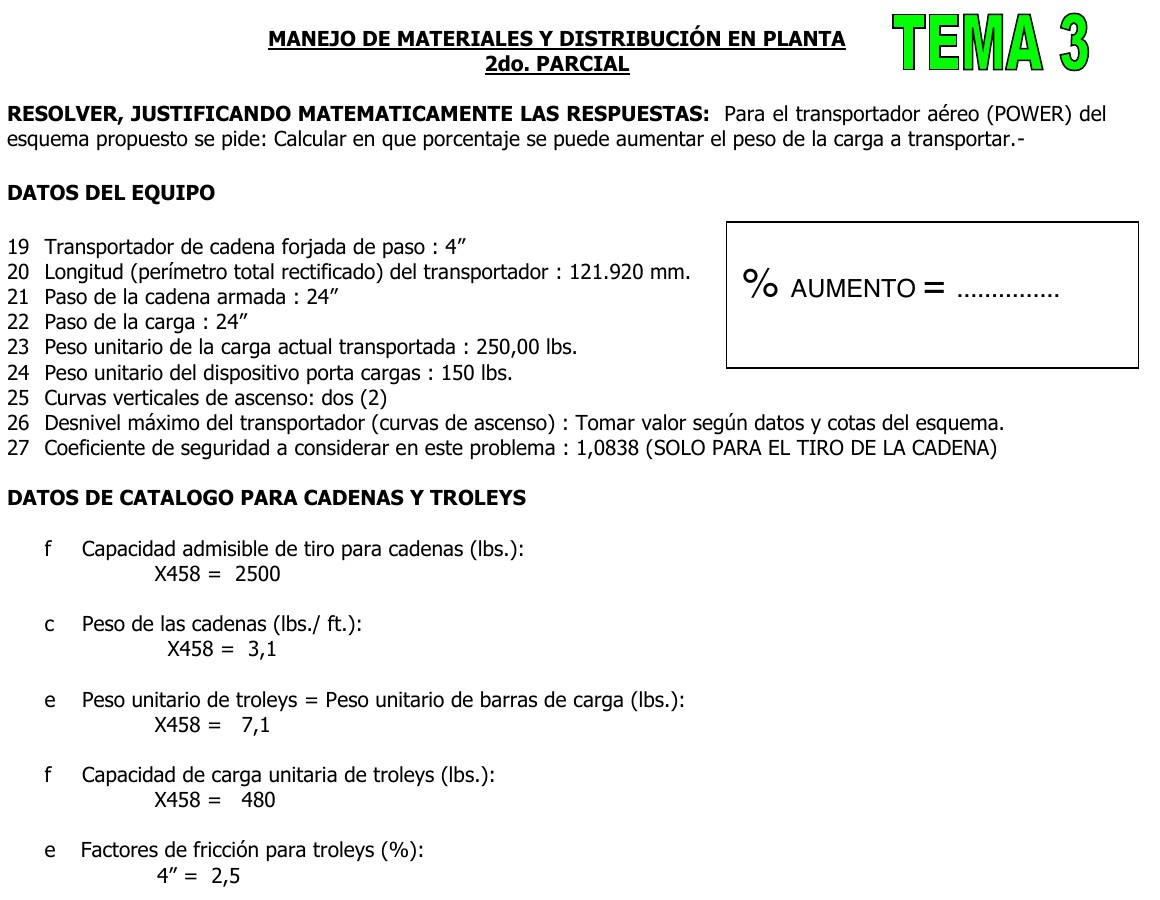 MANEJO DE MATERIALES Y DISTRIBUCIÓN EN PLANTA
2do. PARCIAL
TEMA 3
RESOLVER, JUSTIFICANDO MATEMATICAMENTE LAS RESPUESTAS: Para el transportador aéreo (POWER) del
esquema propuesto se pide: Calcular en que porcentaje se puede aumentar el peso de la carga a transportar.-
DATOS DEL EQUIPO
19 Transportador de cadena forjada de paso : 4”
20 Longitud (perímetro total rectificado) del transportador : 121.920 mm.
21 Paso de la cadena armada : 24”
22 Paso de la carga : 24”
23 Peso unitario de la carga actual transportada : 250,00 lbs.
24 Peso unitario del dispositivo porta cargas : 150 lbs.
25 Curvas verticales de ascenso: dos (2)
26 Desnivel máximo del transportador (curvas de ascenso) : Tomar valor según datos y cotas del esquema.
27 Coeficiente de seguridad a considerar en este problema : 1,0838 (SOLO PARA EL TIRO DE LA CADENA)
% AUMENTO = ...............
DATOS DE CATALOGO PARA CADENAS Y TROLEYS
f Capacidad admisible de tiro para cadenas (lbs.):
X458 = 2500
c Peso de las cadenas (lbs./ ft.):
X458 = 3,1
e Peso unitario de troleys = Peso unitario de barras de carga (lbs.):
X458 = 7,1
f Capacidad de carga unitaria de troleys (lbs.):
X458 = 480
e Factores de fricción para troleys (%):
4” = 2,5